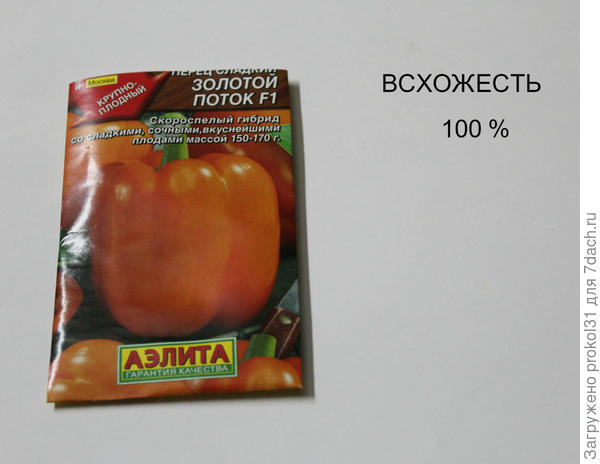 Москва
КРУПНО-
ПЛОДНЫЙ
ПЕРЕЦ СЛАДКИЙ
ЗОЛОТОЙ
ПОТОК F1
Скороспелый гибрид
со сладкими, сочными,вкуснейшими
плодами массой 150-170 г.
АЭЛИТА
ГАРАНТИЯ КАЧЕСТВА
ВСХОЖЕСТЬ
100 %
Загружено prokol31 для 7dach.ru